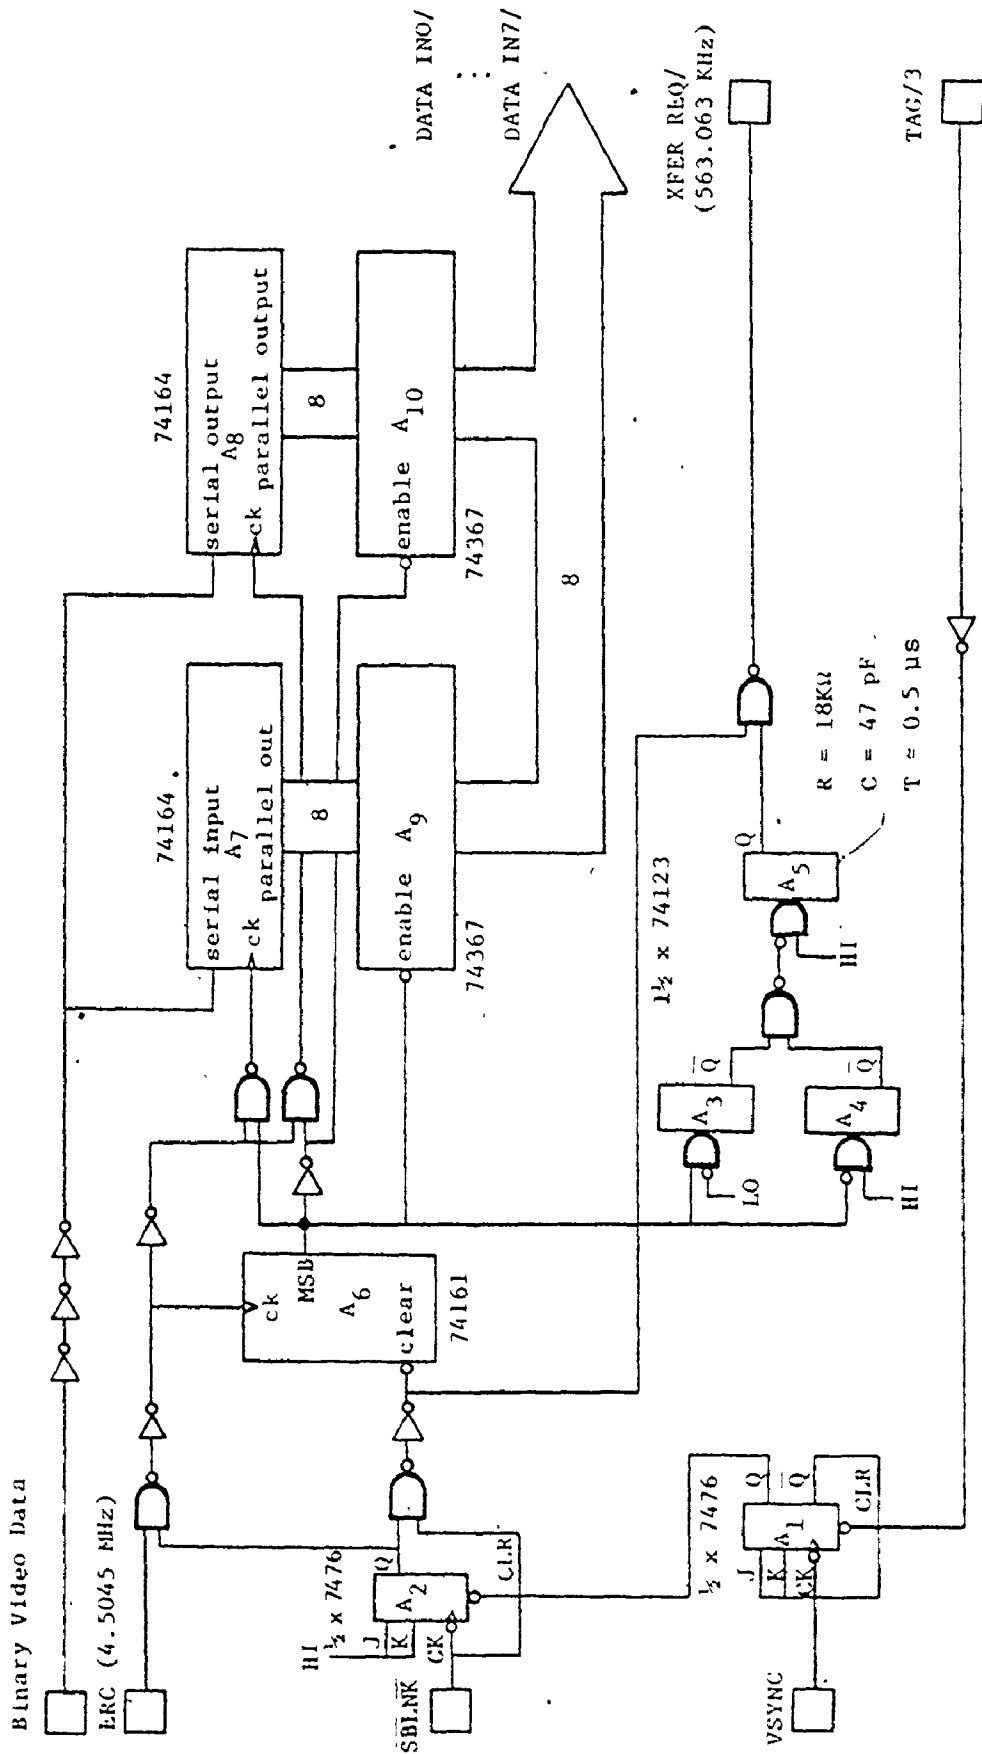 Binary Video Data
ERC (4.5045 MHz)
SBLNK
VSYNC
HI
½ x 7476
J
K
CK
A2
Q
CLR
½ x 7476
J
K
CK
A1
Q
Q
CLR
ck
MSB
A6
clear
74161
74164
serial input
A7
ck
parallel out
8
enable A9
74367
74164
serial output
A8
ck parallel output
8
enable A10
74367
8
DATA IN0/
⋮
DATA IN7/
1½ x 74123
A3
Q
LO
A4
Q
HI
A5
Q
HI
R = 18KΩ
C = 47 pF
T = 0.5 µs
XFER REQ/
(563.063 KHz)
TAG/3